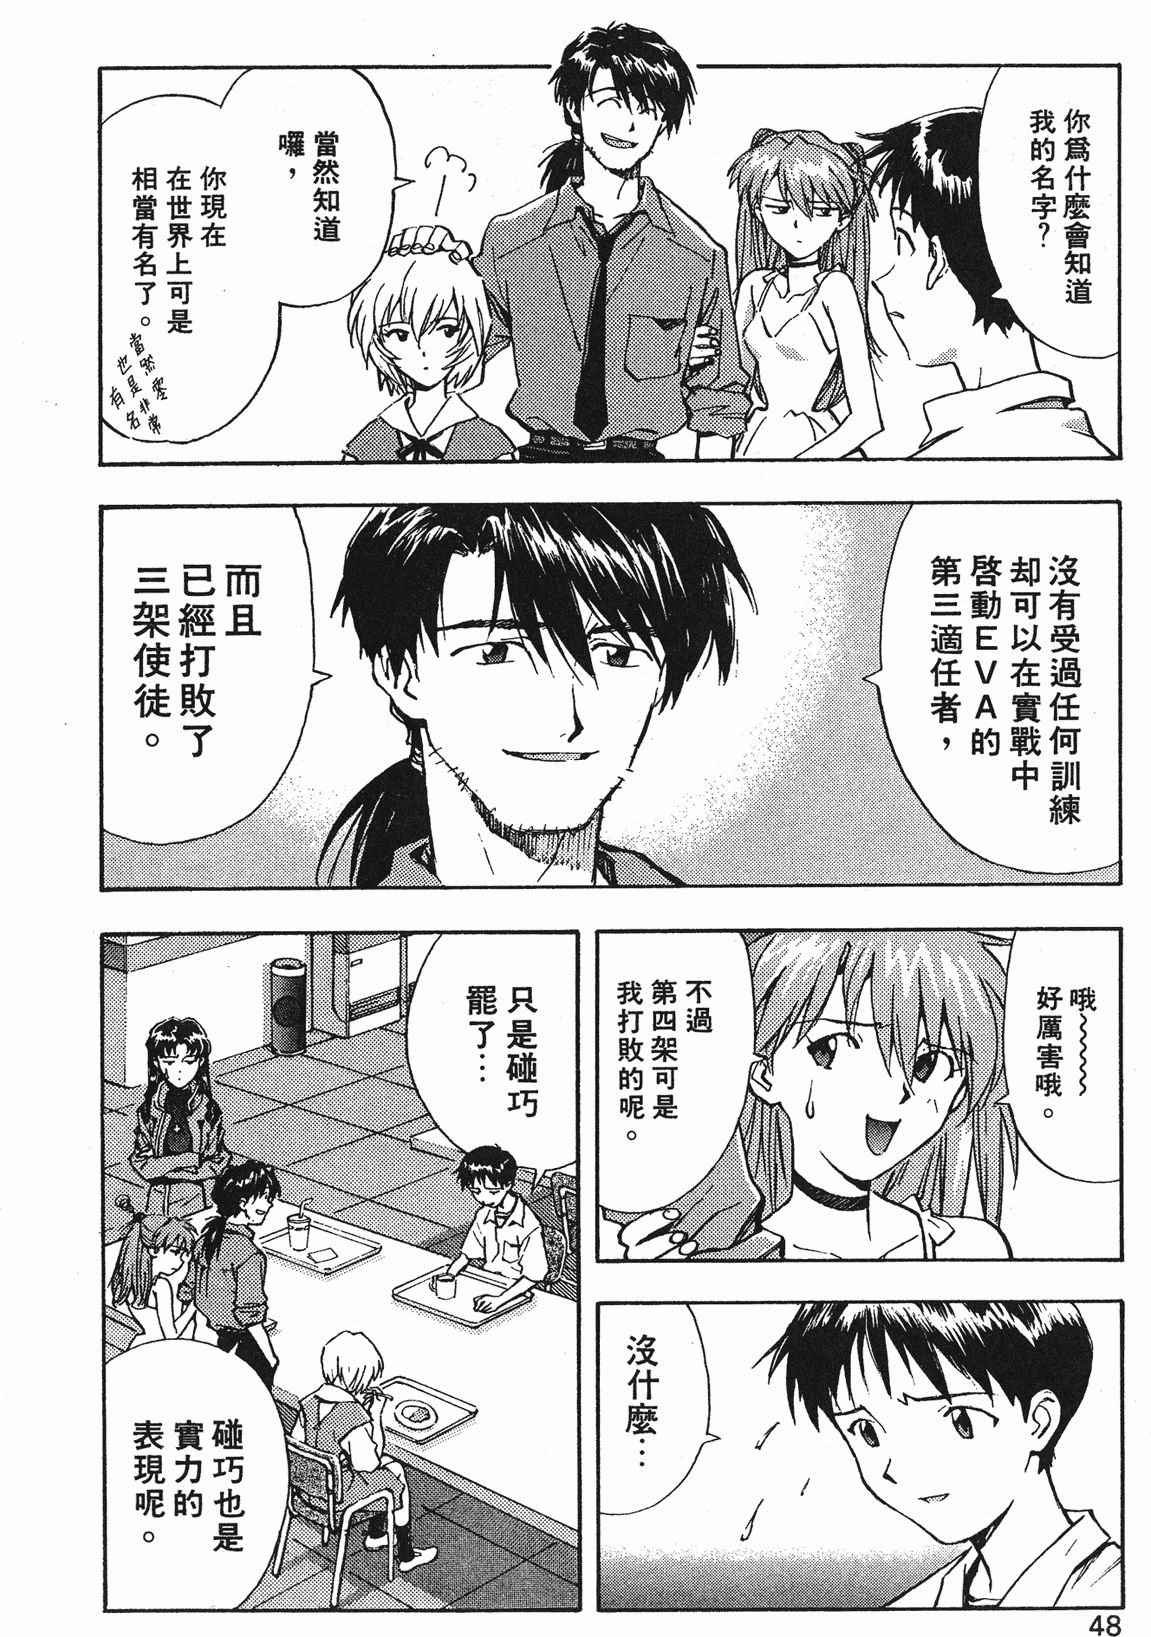 你爲什麼會知道
我的名字?
當然知道
囉，
你現在
在世界上可是
相當有名了。
當然零
也是非常
有名
沒有受過任何訓練
却可以在實戰中
啓動EVA的
第三適任者，
而且
已經打敗了
三架使徒。
哦~~~~
好厲害哦。
不過
第四架可是
我打敗的呢。
沒什麼…
只是碰巧
罷了…
碰巧也是
實力的
表現呢。
48